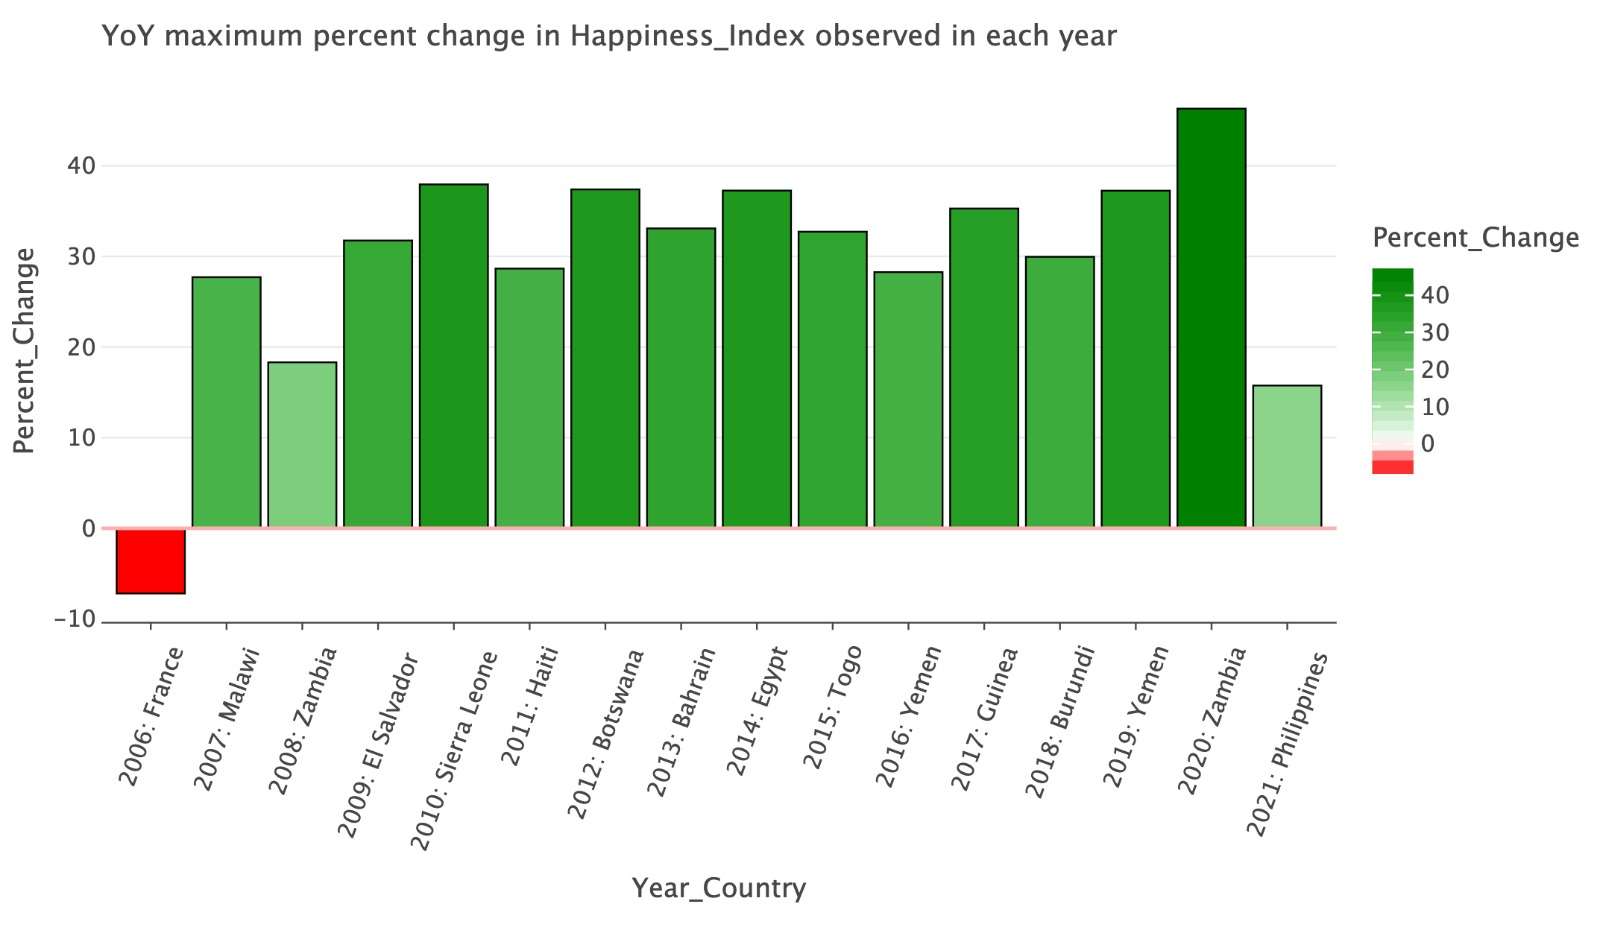 YoY maximum percent change in Happiness_Index observed in each year
Percent_Change
40
30
20
10
0
−10
2006: France
2007: Malawi
2008: Zambia
2009: El Salvador
2010: Sierra Leone
2011: Haiti
2012: Botswana
2013: Bahrain
2014: Egypt
2015: Togo
2016: Yemen
2017: Guinea
2018: Burundi
2019: Yemen
2020: Zambia
2021: Philippines
Year_Country
Percent_Change
40
30
20
10
0